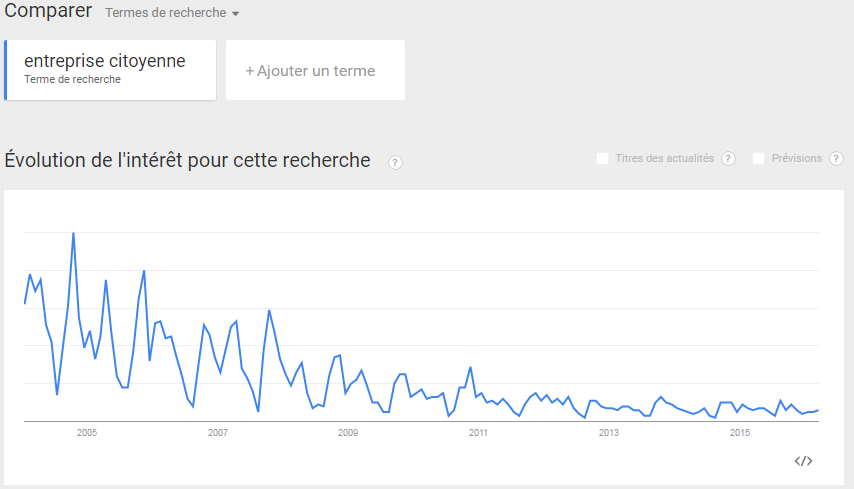 Comparer Termes de recherche
entreprise citoyenne
Terme de recherche
+ Ajouter un terme
Évolution de l'intérêt pour cette recherche ?
Titres des actualités ? Prévisions ?
2005 2007 2009 2011 2013 2015
</>